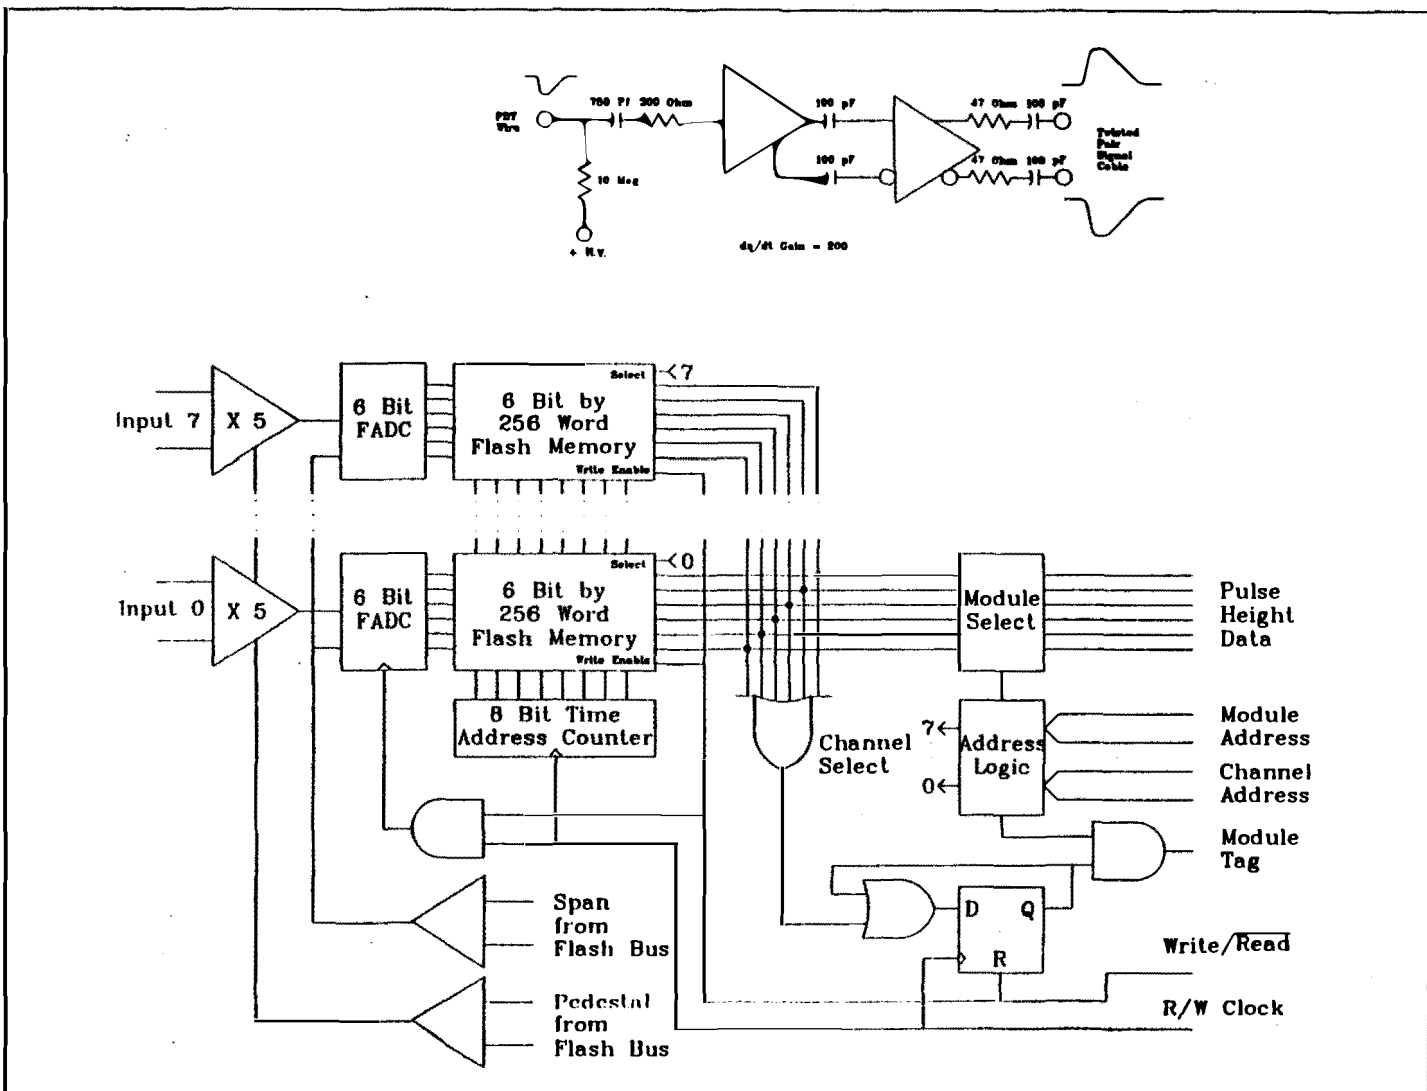 PDT
Wire
750 Pf 300 Ohm
10 Meg
+ H.V.
100 pF
100 pF
47 Ohm 100 pF
47 Ohm 100 pF
Twisted
Pair
Signal
Cable
dq/dt Gain = 200
Input 7
X 5
6 Bit
FADC
Select
7
6 Bit by
256 Word
Flash Memory
Write Enable
Input 0
X 5
6 Bit
FADC
Select
0
6 Bit by
256 Word
Flash Memory
Write Enable
8 Bit Time
Address Counter
Module
Select
Pulse
Height
Data
Channel
Select
7
0
Address
Logic
Module
Address
Channel
Address
Module
Tag
D Q
R
Write/Read
R/W Clock
Span
from
Flash Bus
Pedestal
from
Flash Bus